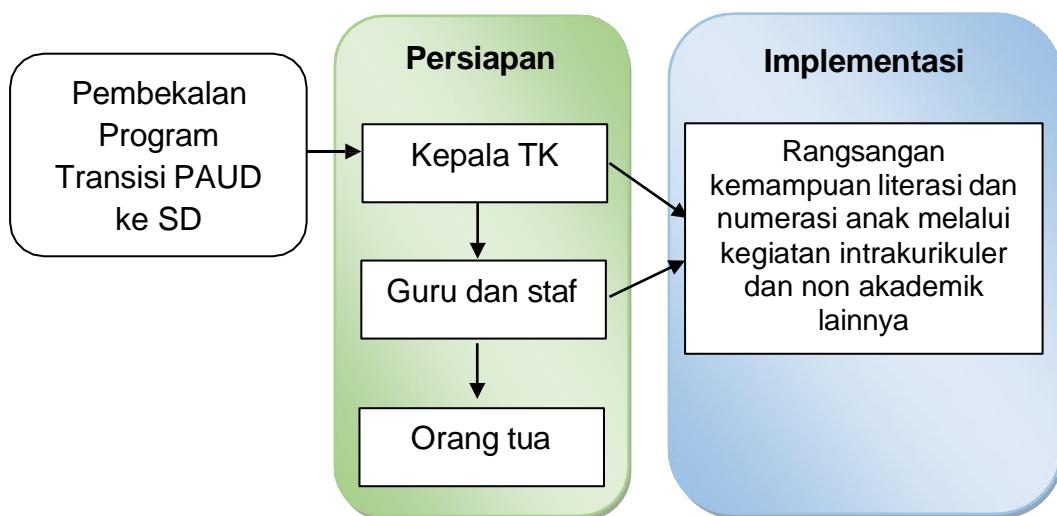 Pembekalan
Program
Transisi PAUD
ke SD
Persiapan
Kepala TK
Guru dan staf
Orang tua
Implementasi
Rangsangan
kemampuan literasi dan
numerasi anak melalui
kegiatan intrakurikuler
dan non akademik
lainnya